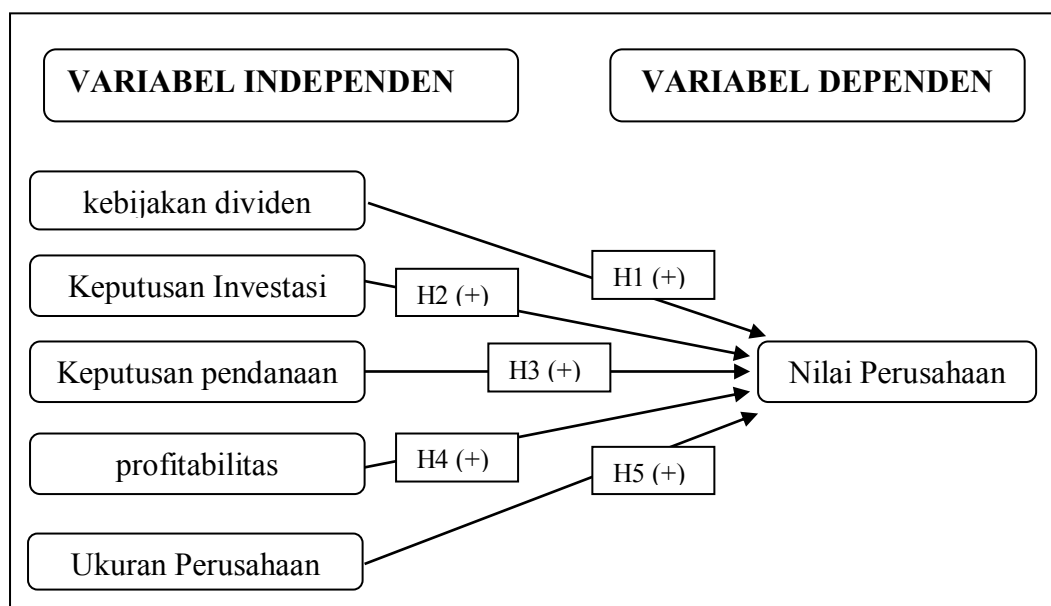 VARIABEL INDEPENDEN
VARIABEL DEPENDEN
kebijakan dividen
H1 (+)
Keputusan Investasi
H2 (+)
Keputusan pendanaan
H3 (+)
Nilai Perusahaan
profitabilitas
H4 (+)
H5 (+)
Ukuran Perusahaan